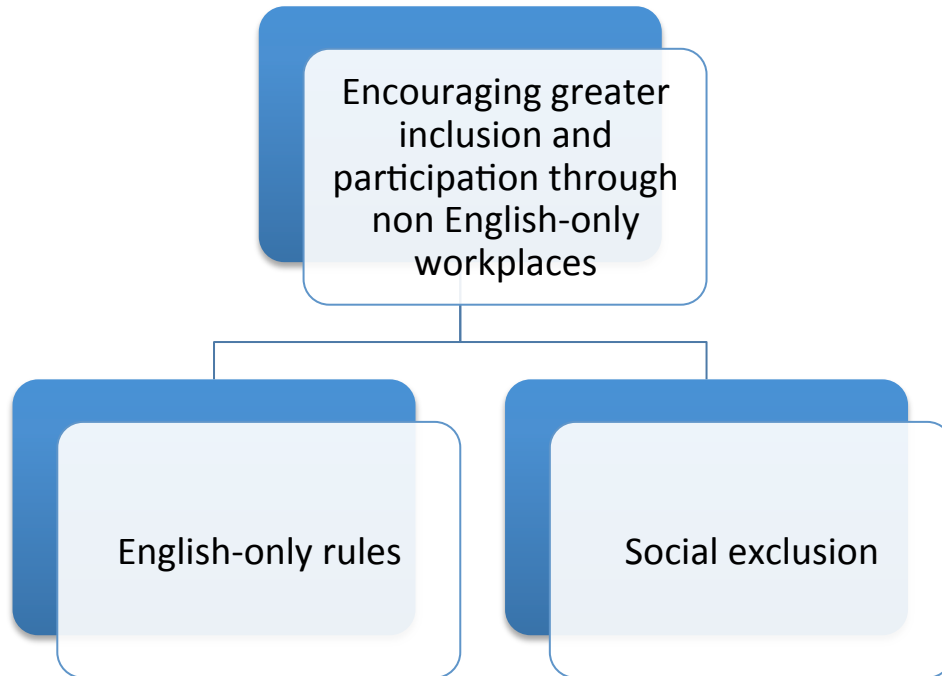 Encouraging greater
inclusion and
participation through
non English-only
workplaces
English-only rules
Social exclusion